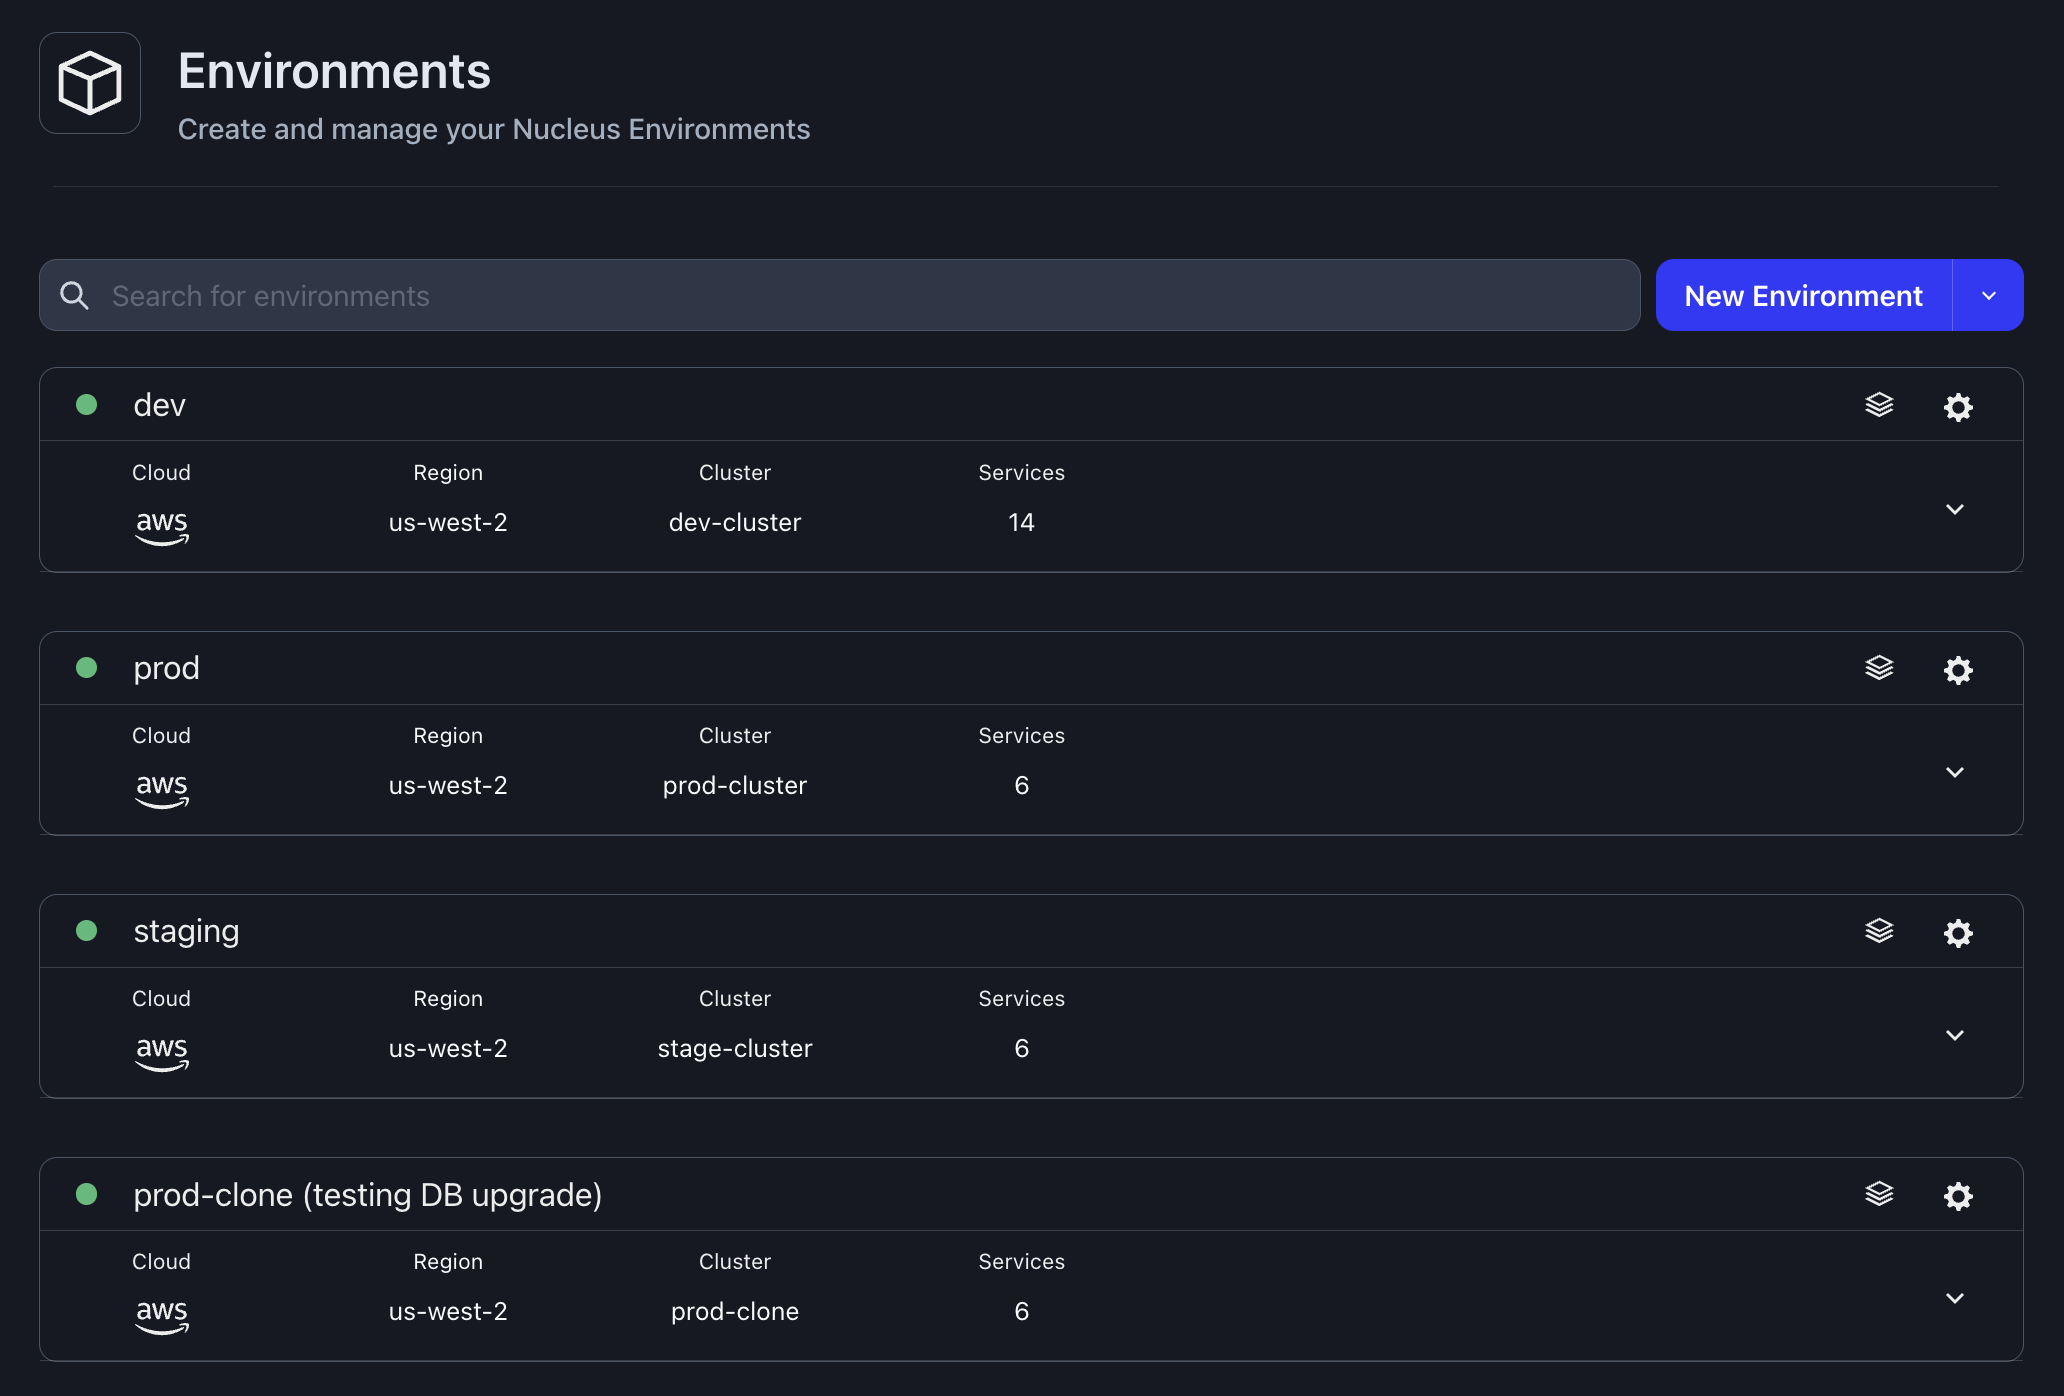 Environments
Create and manage your Nucleus Environments
Search for environments
New Environment
dev
Cloud Region Cluster Services
aws us-west-2 dev-cluster 14
prod
Cloud Region Cluster Services
aws us-west-2 prod-cluster 6
staging
Cloud Region Cluster Services
aws us-west-2 stage-cluster 6
prod-clone (testing DB upgrade)
Cloud Region Cluster Services
aws us-west-2 prod-clone 6